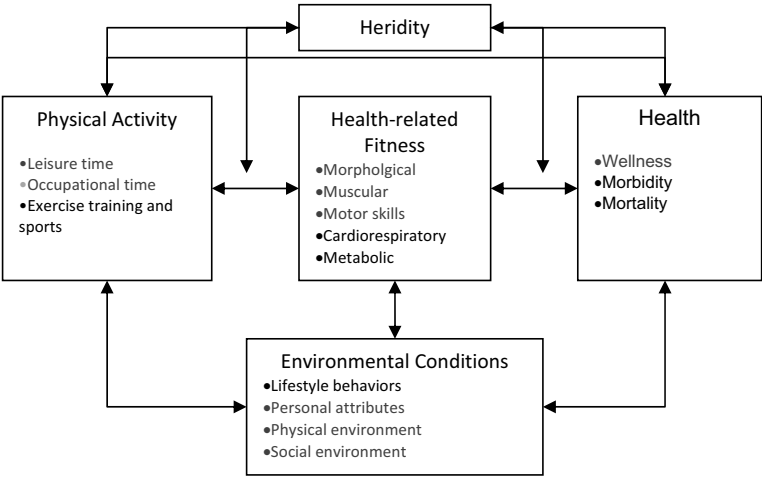 Heridity
Physical Activity
•Leisure time
•Occupational time
•Exercise training and
sports
Health-related
Fitness
•Morpholgical
•Muscular
•Motor skills
•Cardiorespiratory
•Metabolic
Health
•Wellness
•Morbidity
•Mortality
Environmental Conditions
•Lifestyle behaviors
•Personal attributes
•Physical environment
•Social environment